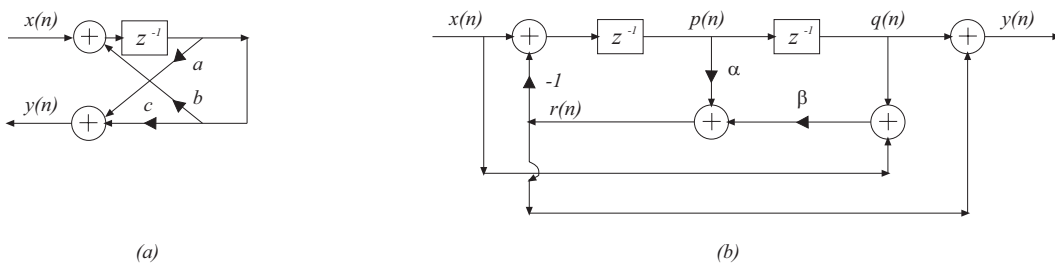 x(n)
z⁻¹
a
y(n)
c
b
(a)
x(n)
z⁻¹
p(n)
z⁻¹
q(n)
y(n)
-1
α
β
r(n)
(b)